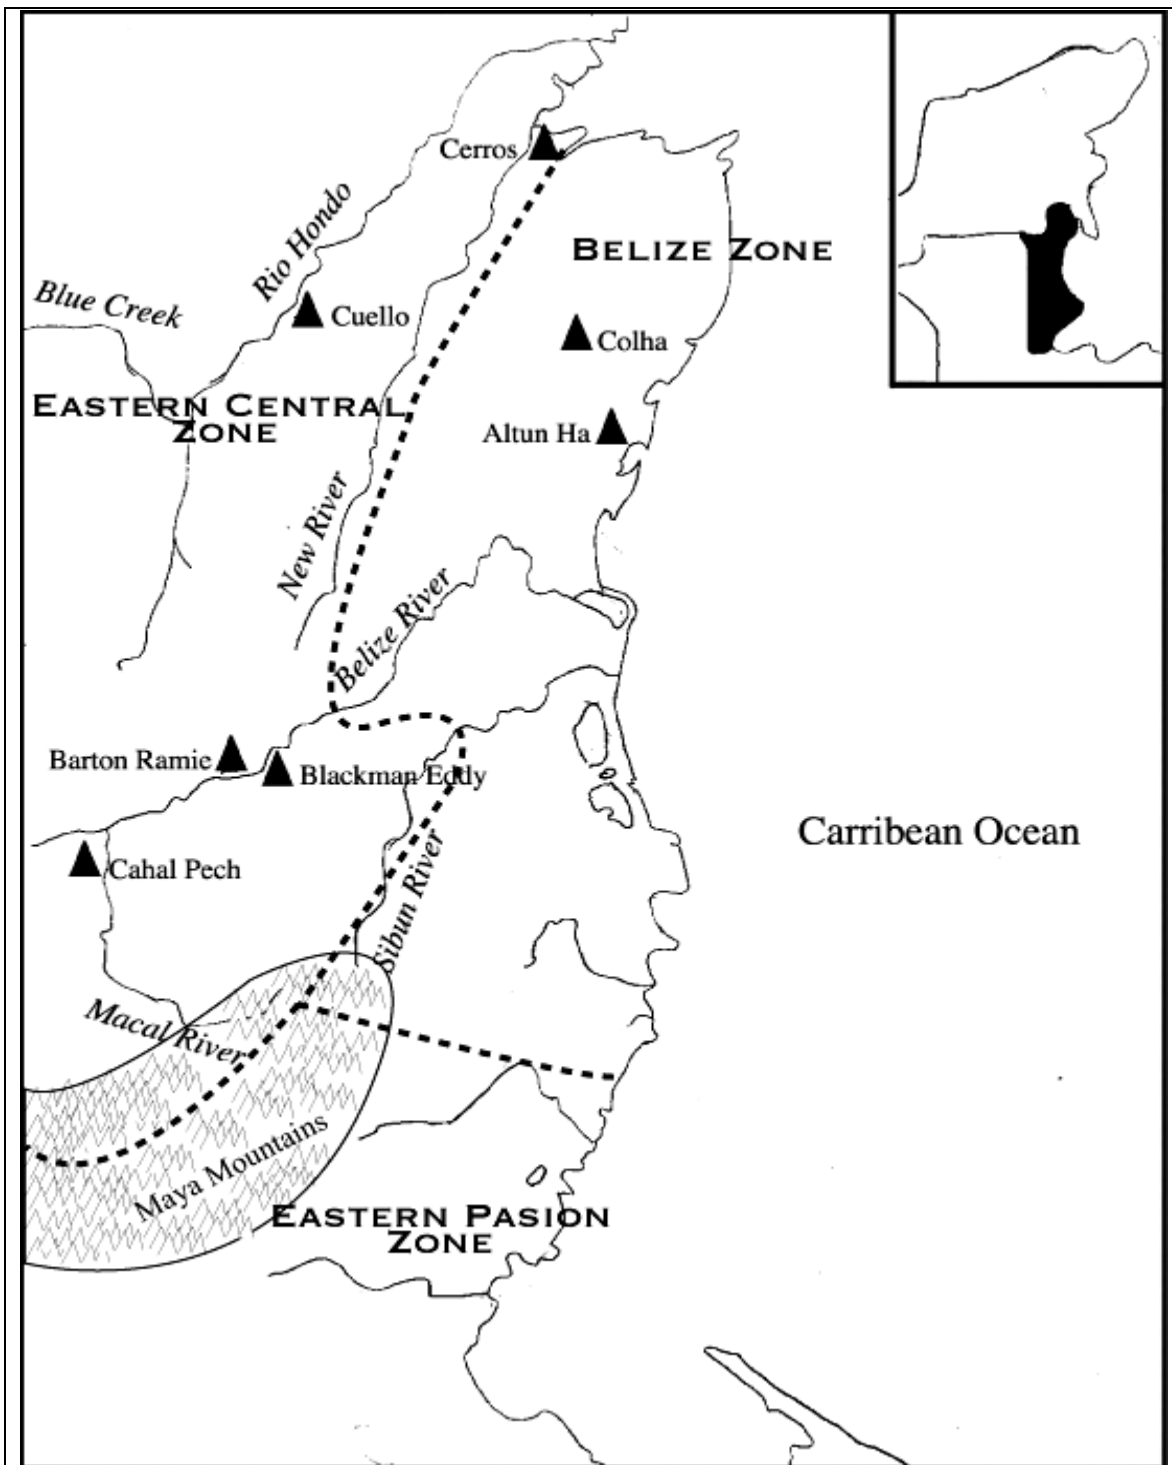 Cerros
BELIZE ZONE
Rio Hondo
Blue Creek
Cuello
Colha
EASTERN CENTRAL
ZONE
Altun Ha
New River
Belize River
Barton Ramie
Blackman Eddy
Carribean Ocean
Cahal Pech
Sibun River
Macal River
Maya Mountains
EASTERN PASION
ZONE